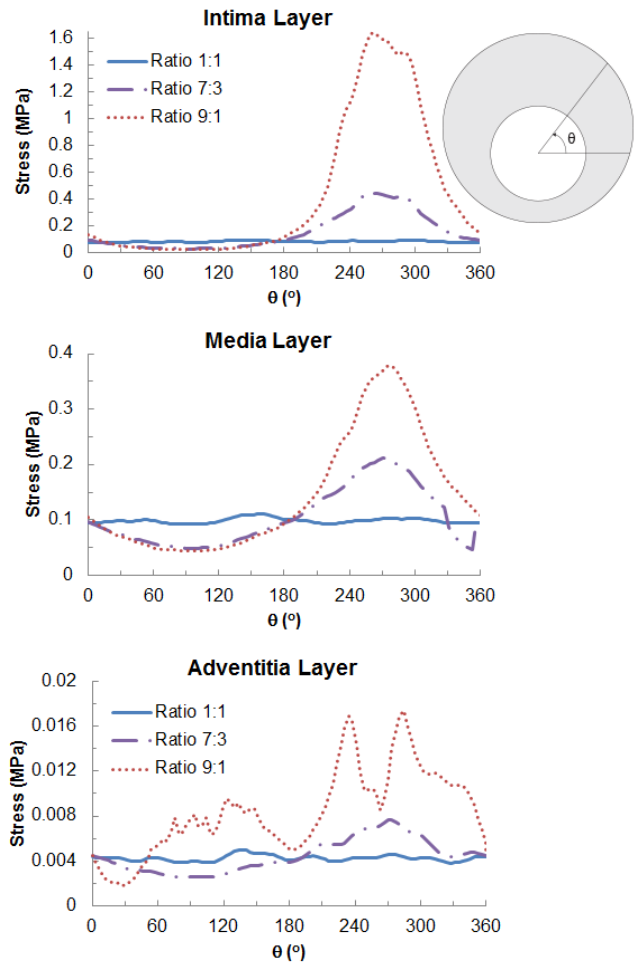 Intima Layer
Stress (MPa)
1.6
1.4
1.2
1
0.8
0.6
0.4
0.2
0
Ratio 1:1
Ratio 7:3
Ratio 9:1
0 60 120 180 240 300 360
θ (º)
θ
Media Layer
Stress (MPa)
0.4
0.3
0.2
0.1
0
0 60 120 180 240 300 360
θ (º)
Adventitia Layer
Stress (MPa)
0.02
0.016
0.012
0.008
0.004
0
Ratio 1:1
Ratio 7:3
Ratio 9:1
0 60 120 180 240 300 360
θ (º)